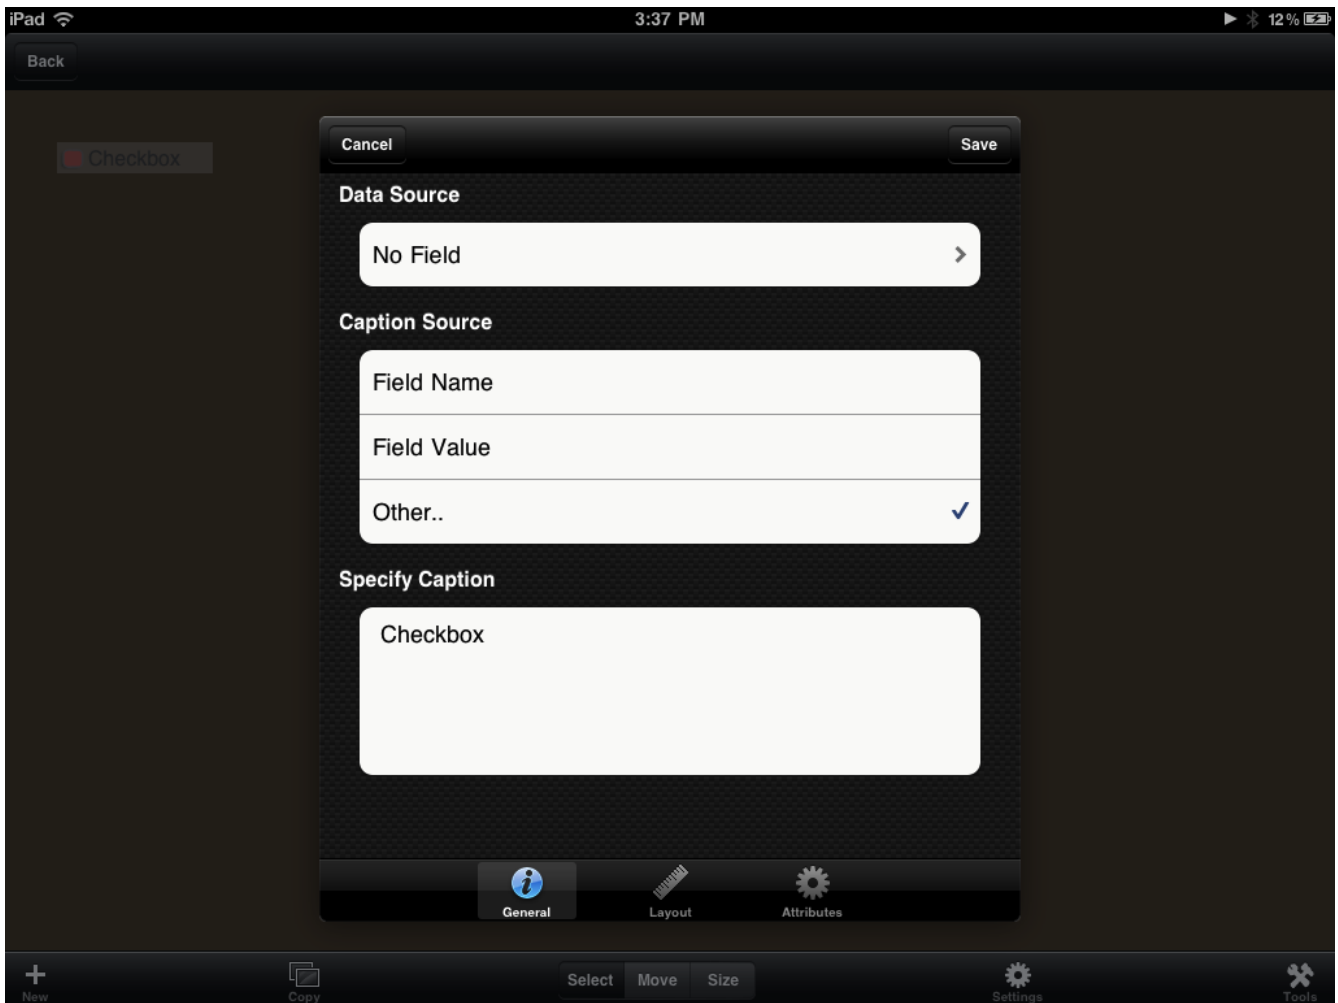 iPad 3:37 PM 12%
Back
Checkbox
Cancel Save
Data Source
No Field
Caption Source
Field Name
Field Value
Other..
Specify Caption
Checkbox
General Layout Attributes
Select Move Size
New Copy Settings Tools